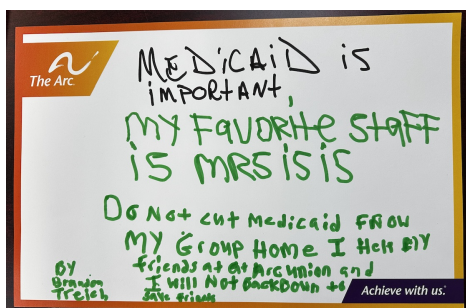 The Arc.
MEDiCAiD is
iMPORtANt,
MY FAVORitE StaFF
is MRS isis
DO Not cut Medicaid FROM
MY Group HOME I Help MY
friends at Arc union and
I will Not BackDown to
save friends
BY
Brandon
Achieve with us.